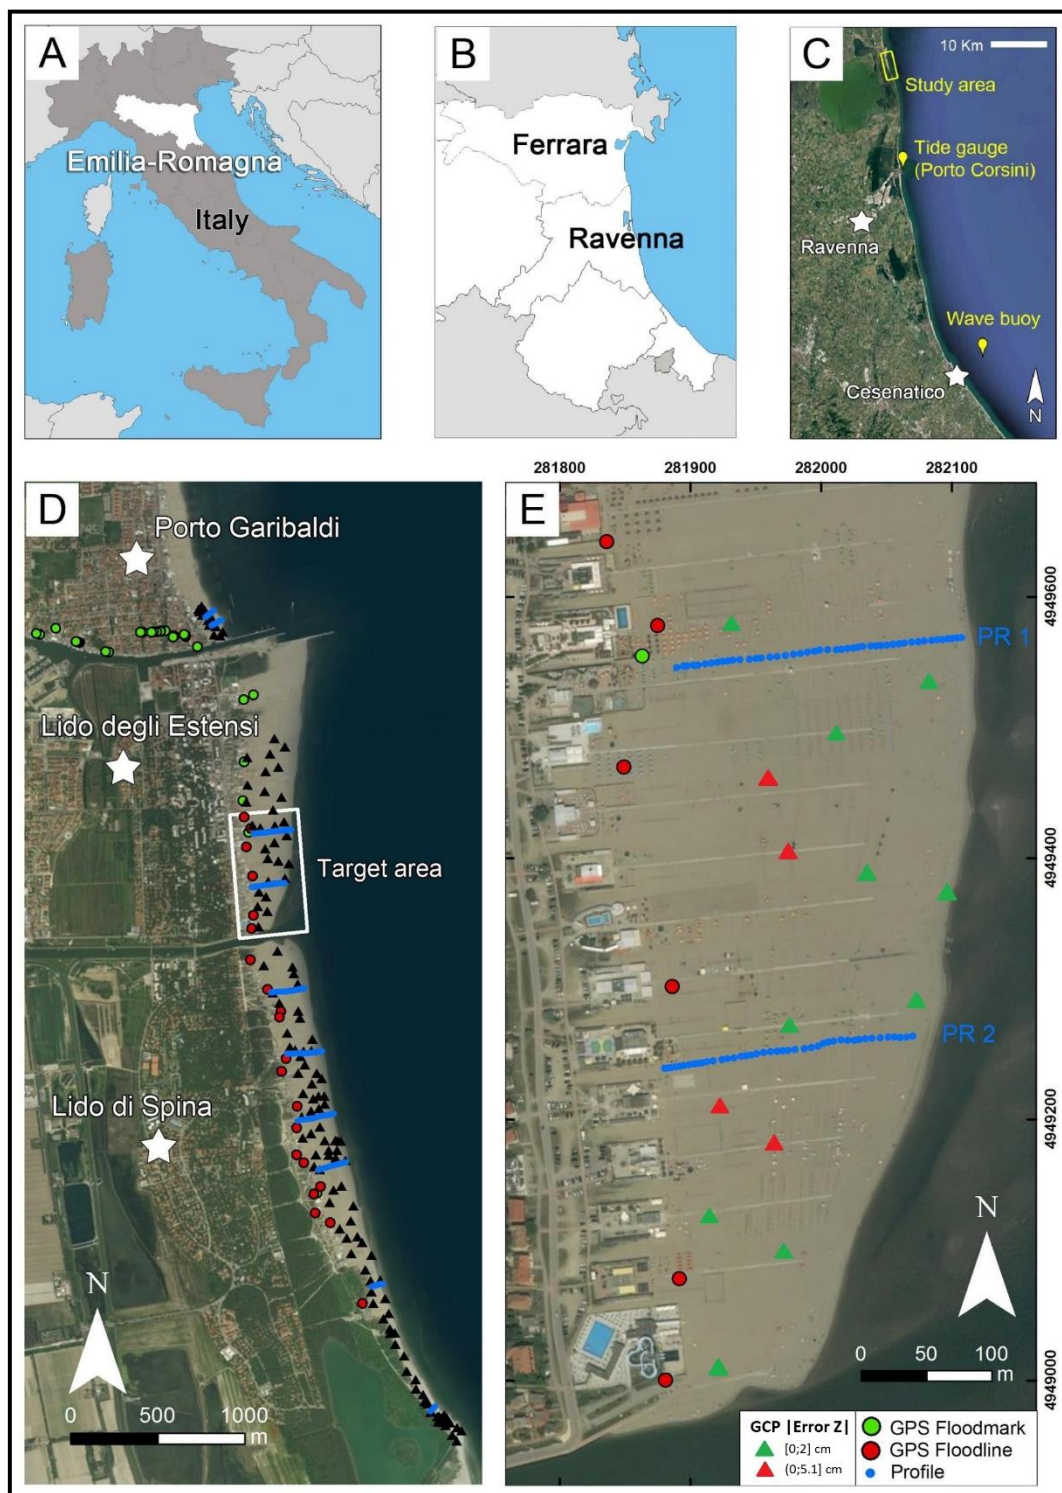 A
Emilia-Romagna
Italy
B
Ferrara
Ravenna
C
10 Km
Study area
Tide gauge
(Porto Corsini)
Ravenna
Wave buoy
Cesenatico
N
D
Porto Garibaldi
Lido degli Estensi
Target area
Lido di Spina
N
0 500 1000
m
E
281800 281900 282000 282100
4949600
4949400
4949200
4949000
PR 1
PR 2
N
0 50 100
m
GCP |Error Z|
[0;2] cm
(0;5.1] cm
GPS Floodmark
GPS Floodline
Profile